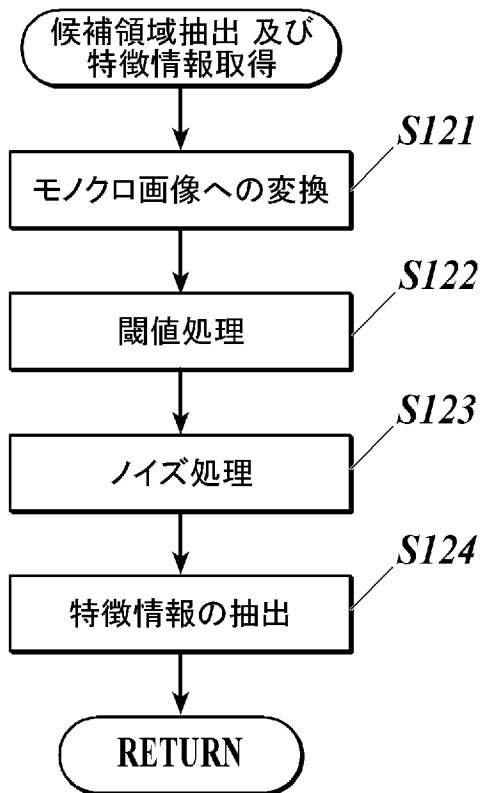 候補領域抽出 及び
特徴情報取得
S121
モノクロ画像への変換
S122
閾値処理
S123
ノイズ処理
S124
特徴情報の抽出
RETURN